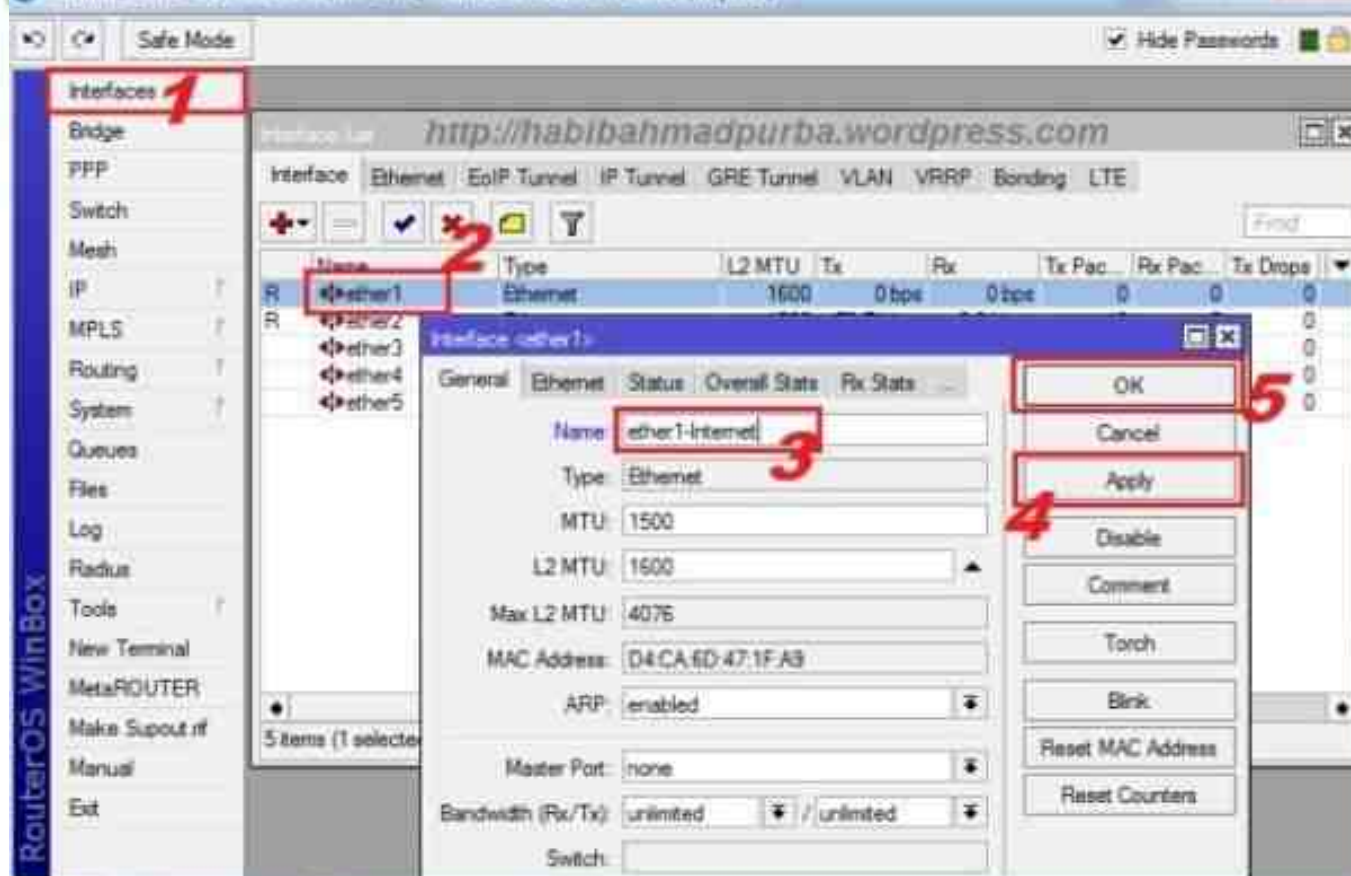 Safe Mode
Hide Passwords
Interfaces 1
Bridge
PPP
Switch
Mesh
IP
MPLS
Routing
System
Queues
Files
Log
Radius
Tools
New Terminal
MetaROUTER
Make Supout.rif
Manual
Exit
RouterOS WinBox
Interface List
http://habibahmadpurba.wordpress.com
Interface Ethernet EoIP Tunnel IP Tunnel GRE Tunnel VLAN VRRP Bonding LTE
2
Find
Name Type L2 MTU Tx Rx Tx Pac... Rx Pac... Tx Drops
R ether1 Ethernet 1600 0 bps 0 bps 0 0 0
R ether2 0
ether3 0
ether4 0
ether5 0
5 items (1 selecte
Interface <ether1>
General Ethernet Status Overall Stats Rx Stats ...
Name: ether1-Internet
3
Type: Ethernet
MTU: 1500
L2 MTU: 1600
Max L2 MTU: 4076
MAC Address: D4:CA:6D:47:1F:A9
ARP: enabled
Master Port: none
Bandwidth (Rx/Tx): unlimited / unlimited
Switch:
OK 5
Cancel
Apply
4
Disable
Comment
Torch
Blink
Reset MAC Address
Reset Counters